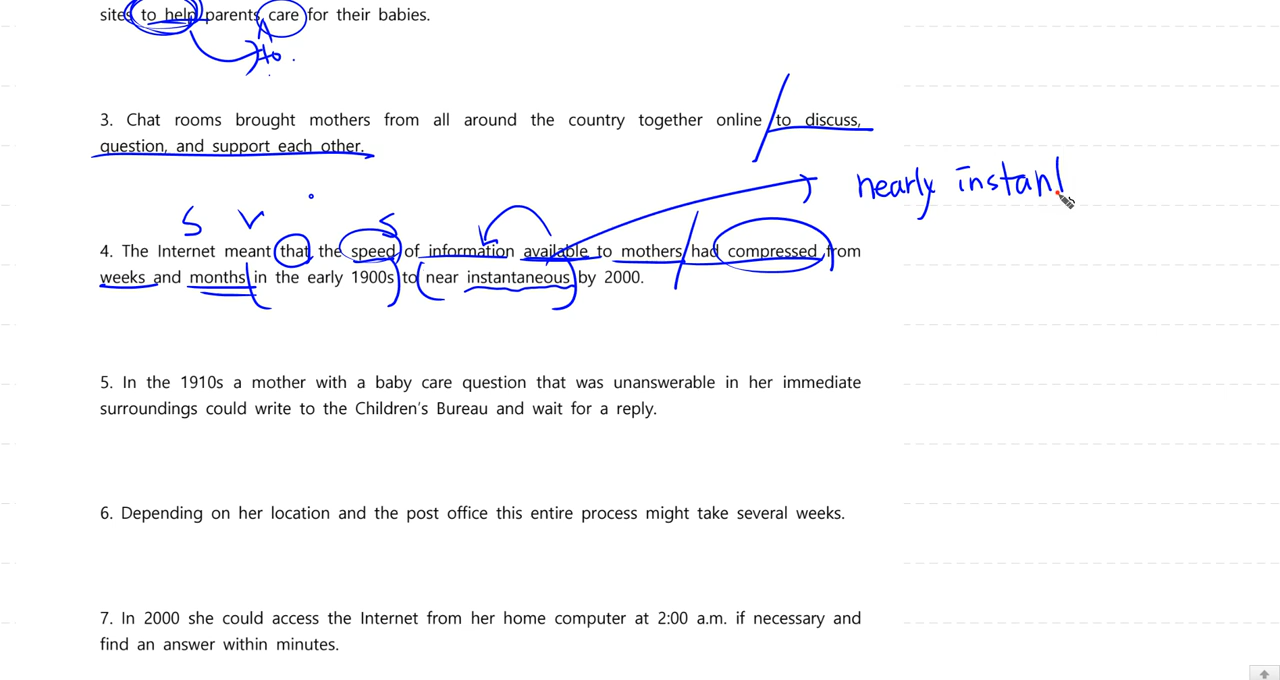 sites to help parents care for their babies.
to.
3. Chat rooms brought mothers from all around the country together online to discuss,
question, and support each other.
nearly instant
S V S
4. The Internet meant that the speed of information available to mothers had compressed from
weeks and months in the early 1900s to near instantaneous by 2000.
5. In the 1910s a mother with a baby care question that was unanswerable in her immediate
surroundings could write to the Children's Bureau and wait for a reply.
6. Depending on her location and the post office this entire process might take several weeks.
7. In 2000 she could access the Internet from her home computer at 2:00 a.m. if necessary and
find an answer within minutes.